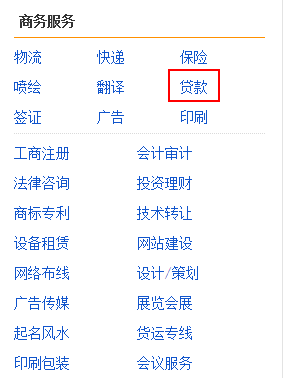 商务服务
物流 快递 保险
喷绘 翻译 贷款
签证 广告 印刷
工商注册 会计审计
法律咨询 投资理财
商标专利 技术转让
设备租赁 网站建设
网络布线 设计/策划
广告传媒 展览会展
起名风水 货运专线
印刷包装 会议服务